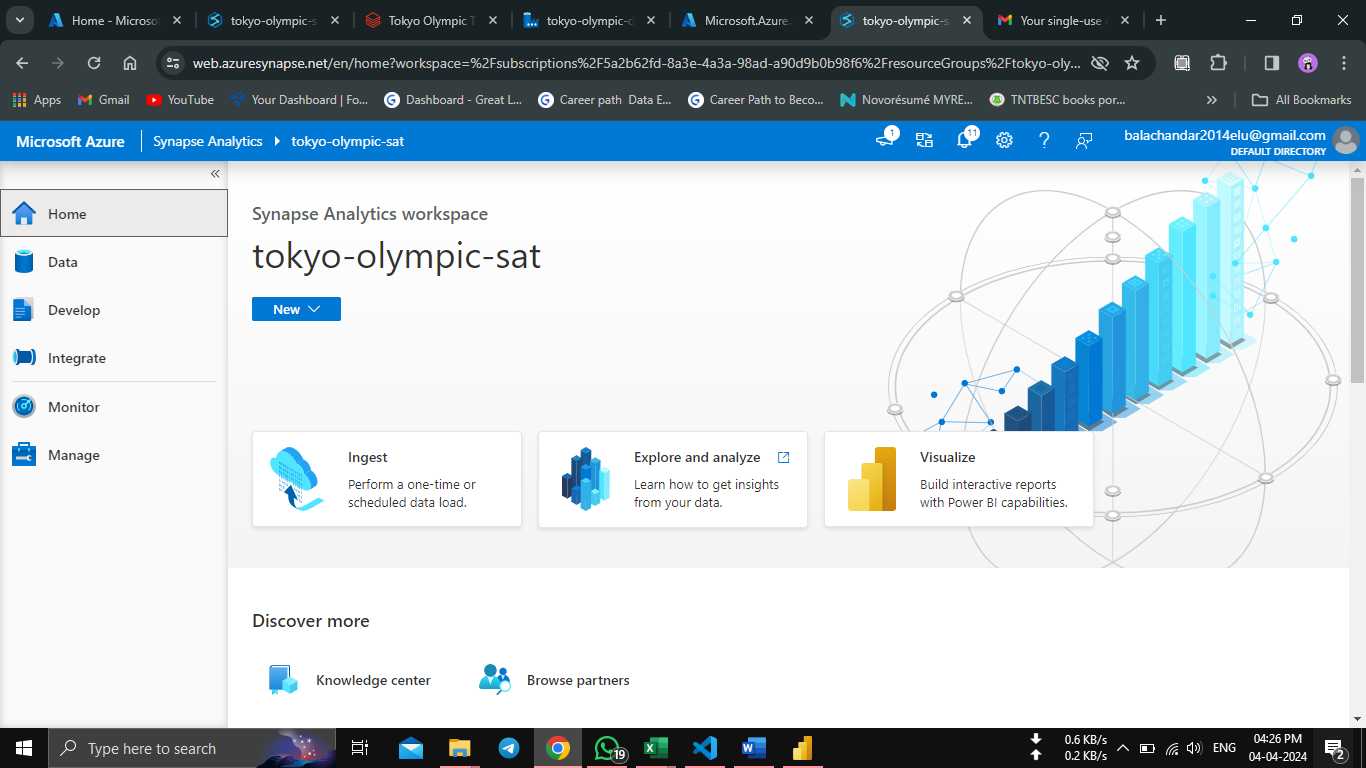 Home - Microso
tokyo-olympic-s
Tokyo Olympic T
tokyo-olympic-d
Microsoft.Azure.
tokyo-olympic-s
Your single-use
web.azuresynapse.net/en/home?workspace=%2Fsubscriptions%2F5a2b62fd-8a3e-4a3a-98ad-a90d9b0b98f6%2FresourceGroups%2Ftokyo-oly...
Apps
Gmail
YouTube
Your Dashboard | Fo...
Dashboard - Great L...
Career path Data E...
Career Path to Beco...
Novorésumé MYRE...
TNTBESC books por...
»
All Bookmarks
Microsoft Azure
Synapse Analytics
tokyo-olympic-sat
1
11
?
balachandar2014elu@gmail.com
DEFAULT DIRECTORY
«
Home
Data
Develop
Integrate
Monitor
Manage
Synapse Analytics workspace
tokyo-olympic-sat
New
Ingest
Perform a one-time or
scheduled data load.
Explore and analyze
Learn how to get insights
from your data.
Visualize
Build interactive reports
with Power BI capabilities.
Discover more
Knowledge center
Browse partners
Type here to search
19
0.6 KB/s
0.2 KB/s
ENG
04:26 PM
04-04-2024
2